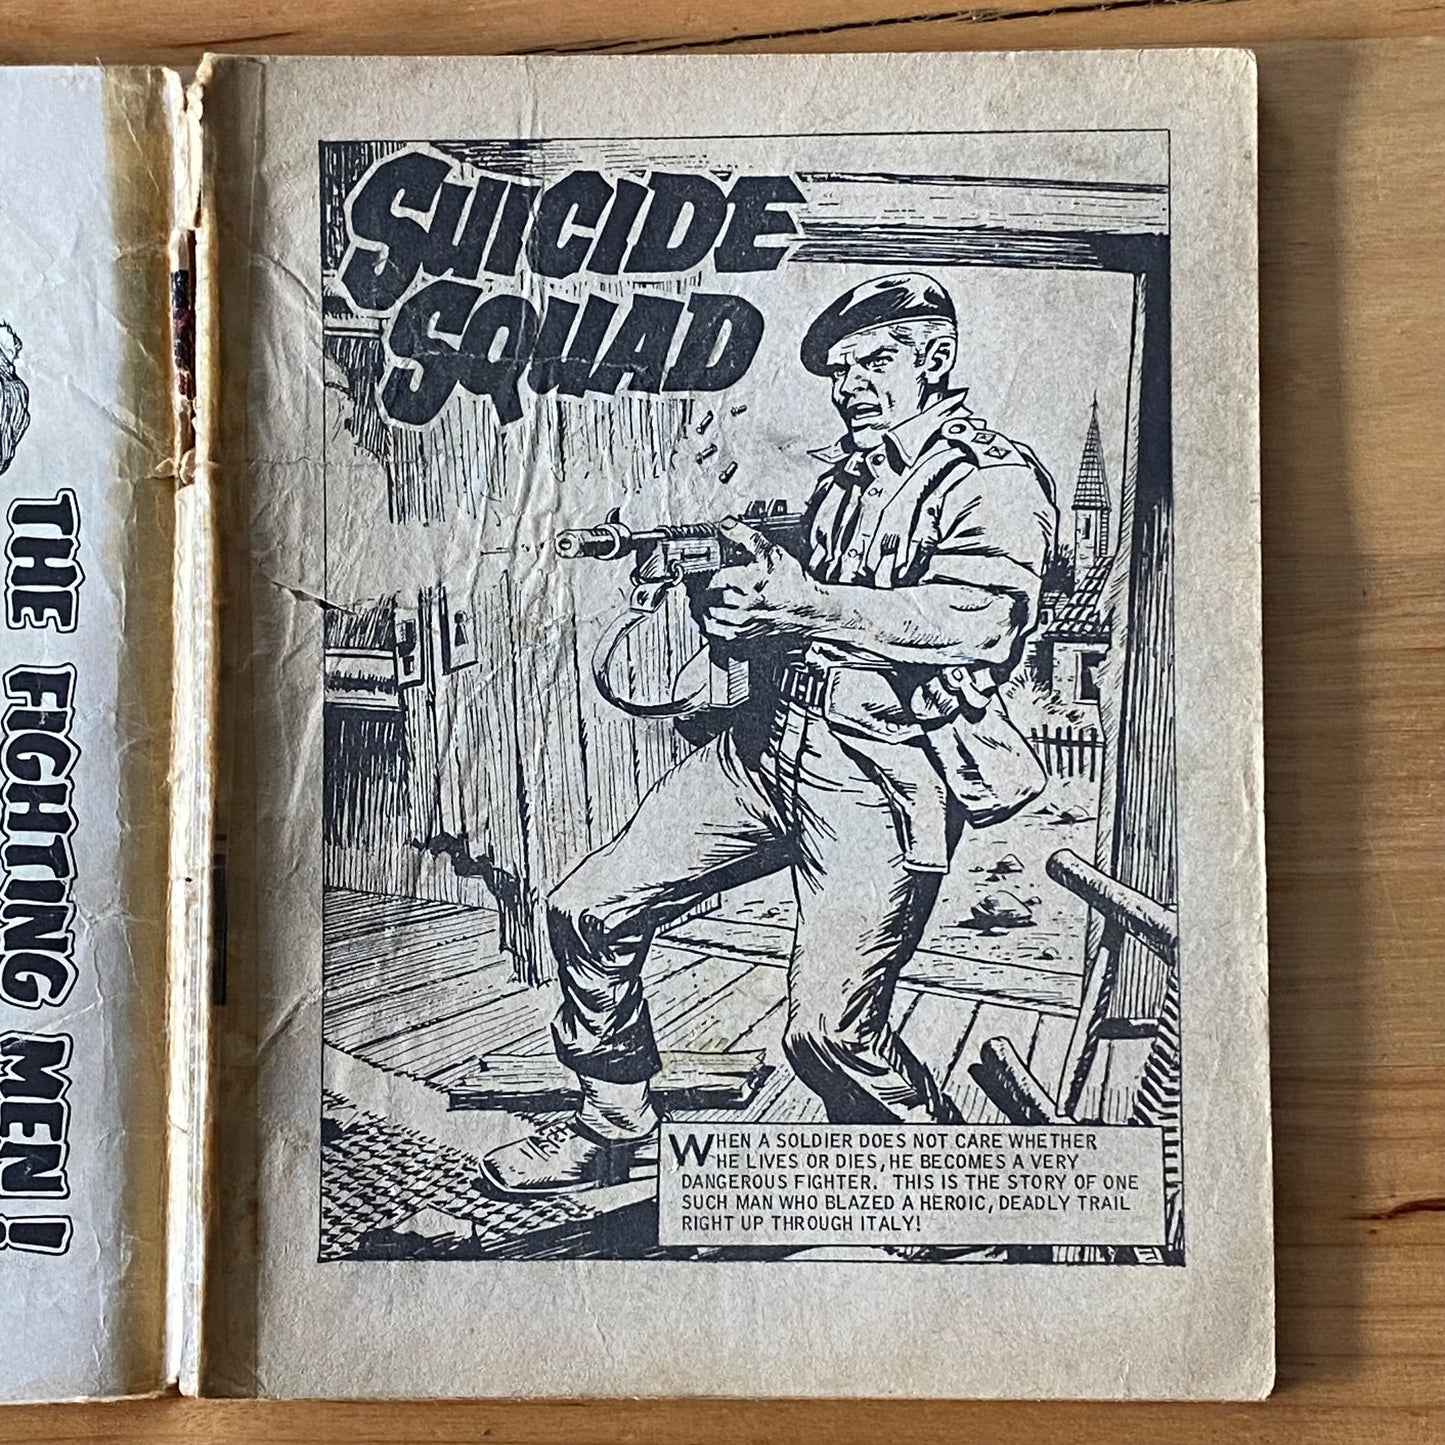 THE FIGHTING MEN!
SUICIDE
SQUAD
WHEN A SOLDIER DOES NOT CARE WHETHER
HE LIVES OR DIES, HE BECOMES A VERY
DANGEROUS FIGHTER. THIS IS THE STORY OF ONE
SUCH MAN WHO BLAZED A HEROIC, DEADLY TRAIL
RIGHT UP THROUGH ITALY!